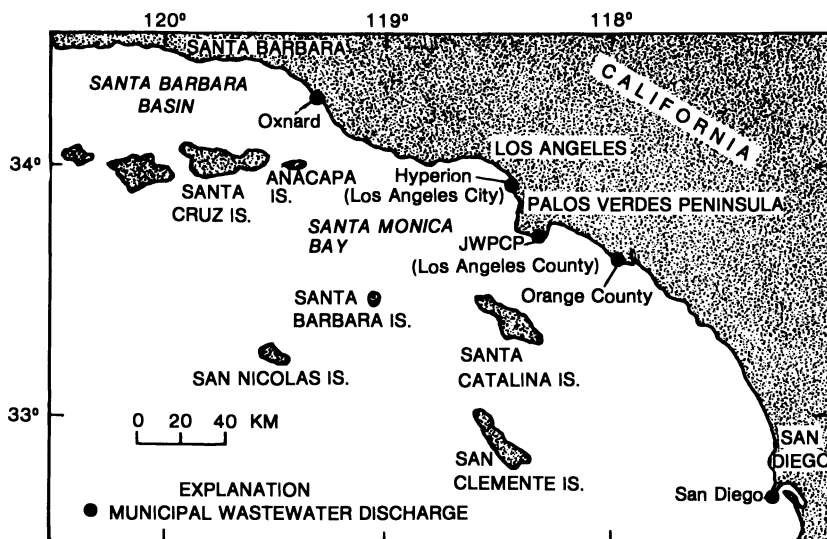 120° 119° 118°
SANTA BARBARA
CALIFORNIA
SANTA BARBARA
BASIN
Oxnard
34°
LOS ANGELES
ANACAPA
IS.
SANTA
CRUZ IS.
Hyperion
(Los Angeles City)
PALOS VERDES PENINSULA
SANTA MONICA
BAY
JWPCP
(Los Angeles County)
Orange County
SANTA
BARBARA IS.
SANTA
CATALINA IS.
SAN NICOLAS IS.
33°
0 20 40 KM
SAN
CLEMENTE IS.
SAN
DIEGO
San Diego
EXPLANATION
MUNICIPAL WASTEWATER DISCHARGE